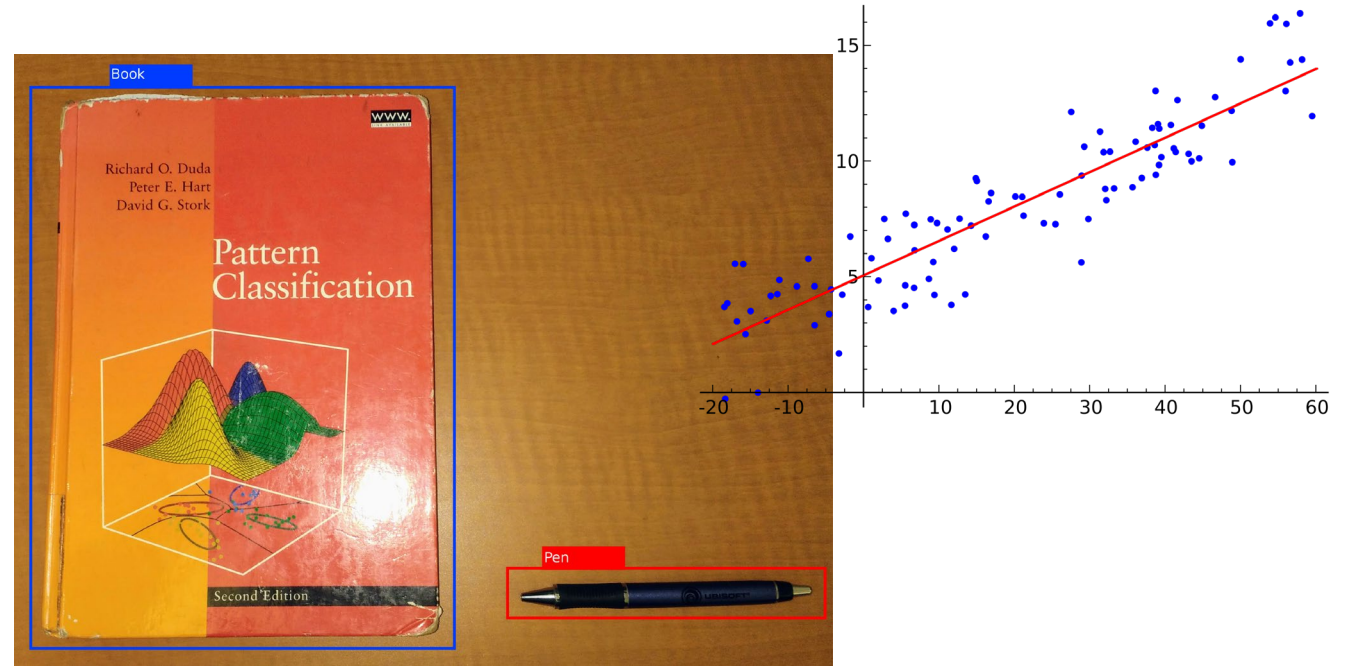 Book
WWW.
Richard O. Duda
Peter E. Hart
David G. Stork
Pattern
Classification
Second Edition
Pen
UBISOFT
15
10
5
-20 -10 10 20 30 40 50 60